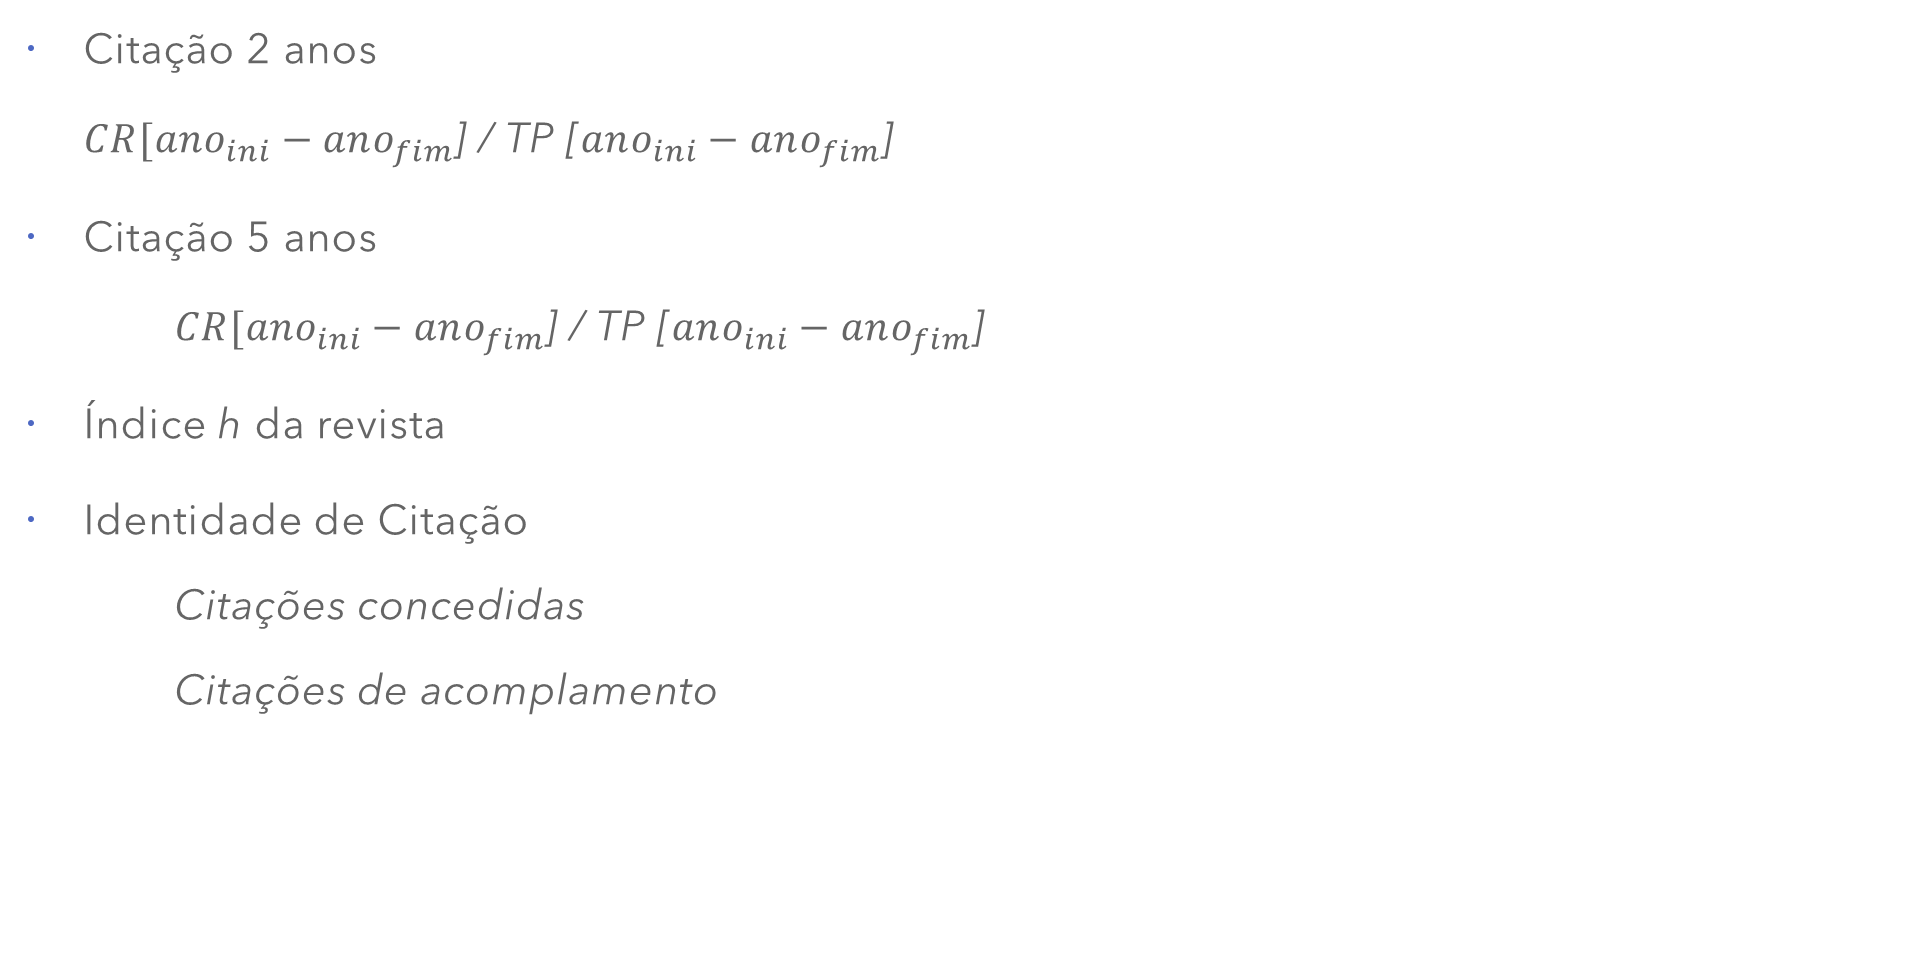 • Citação 2 anos
CR[ano_ini − ano_fim] / TP [ano_ini − ano_fim]
• Citação 5 anos
CR[ano_ini − ano_fim] / TP [ano_ini − ano_fim]
• Índice h da revista
• Identidade de Citação
Citações concedidas
Citações de acomplamento